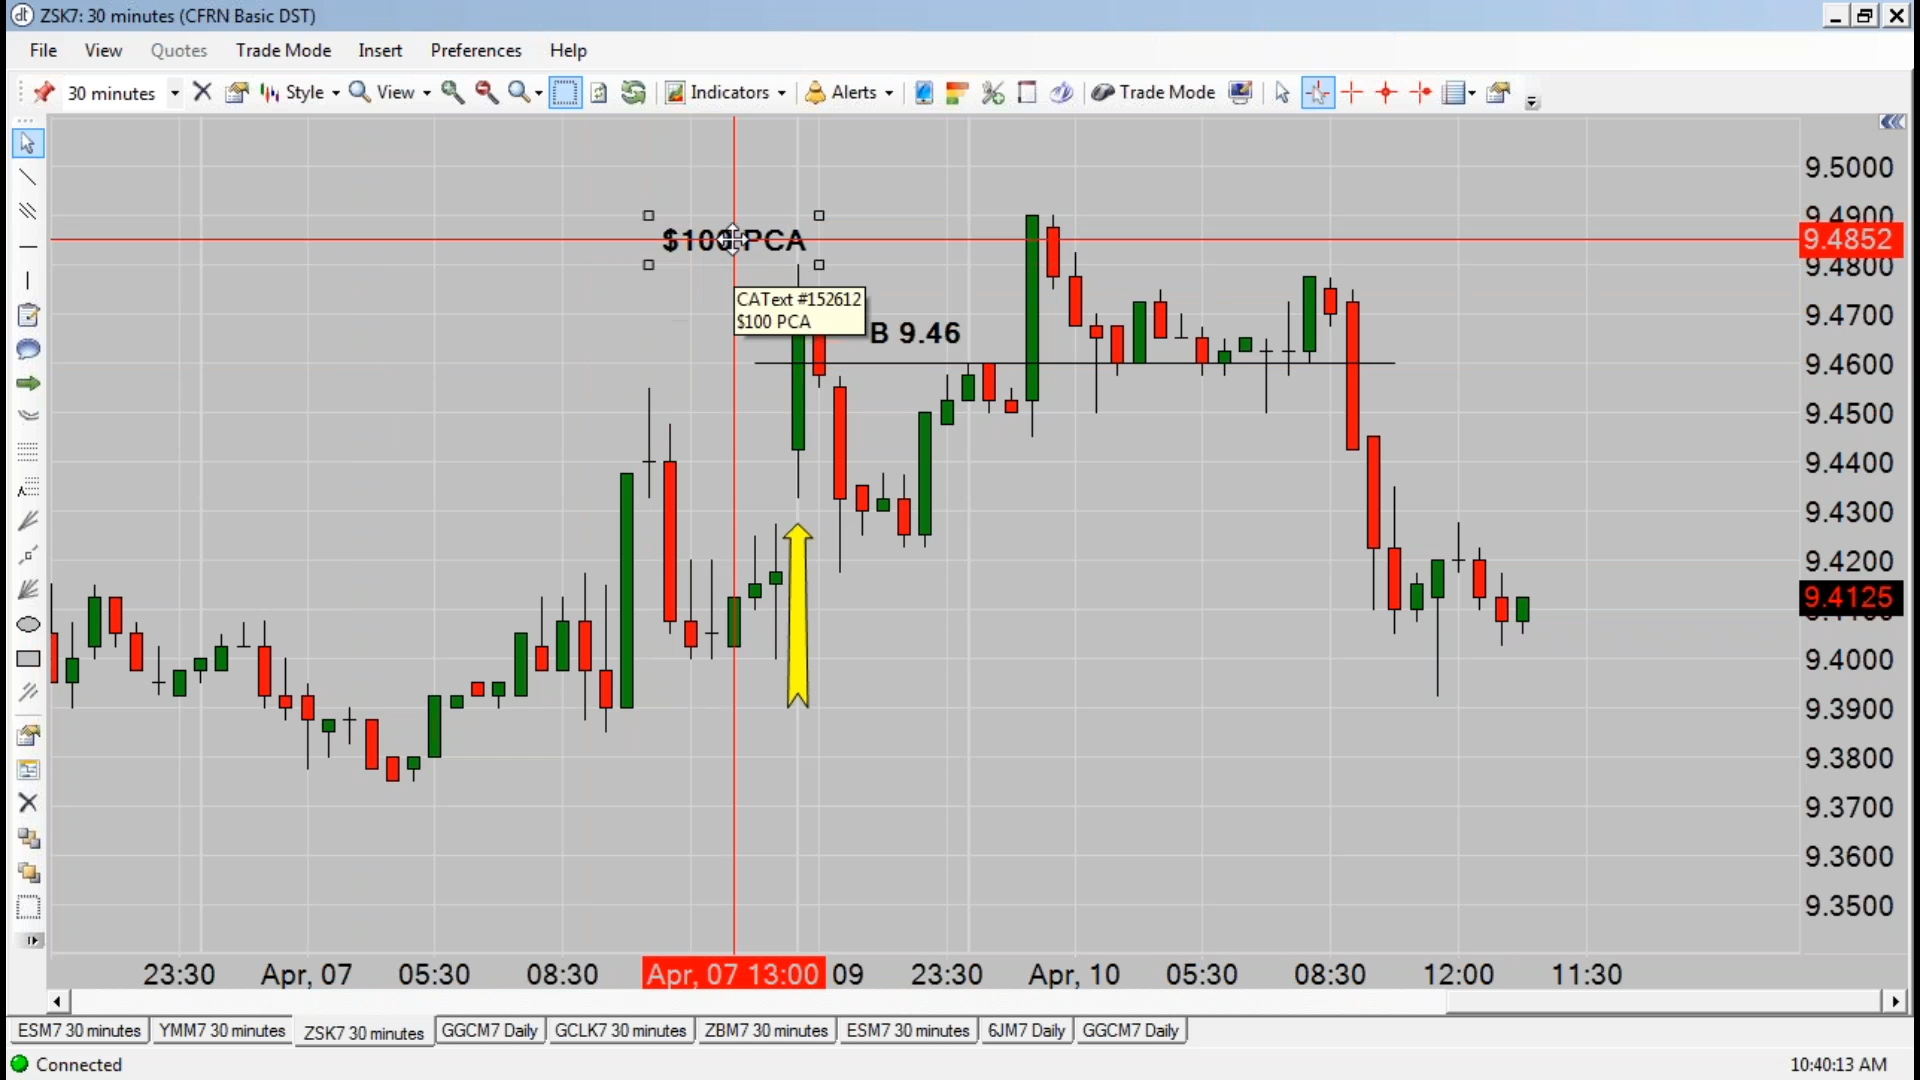 dt ZSK7: 30 minutes (CFRN Basic DST)
File View Quotes Trade Mode Insert Preferences Help
30 minutes Style View Indicators Alerts Trade Mode
9.5000
9.4900
$100 PCA
9.4852
9.4800
CAText #152612
$100 PCA
9.4700
B 9.46
9.4600
9.4500
9.4400
9.4300
9.4200
9.4125
9.4000
9.3900
9.3800
9.3700
9.3600
9.3500
23:30 Apr, 07 05:30 08:30 Apr, 07 13:00 09 23:30 Apr, 10 05:30 08:30 12:00 11:30
ESM7 30 minutes YMM7 30 minutes ZSK7 30 minutes GGCM7 Daily GCLK7 30 minutes ZBM7 30 minutes ESM7 30 minutes 6JM7 Daily GGCM7 Daily
Connected 10:40:13 AM